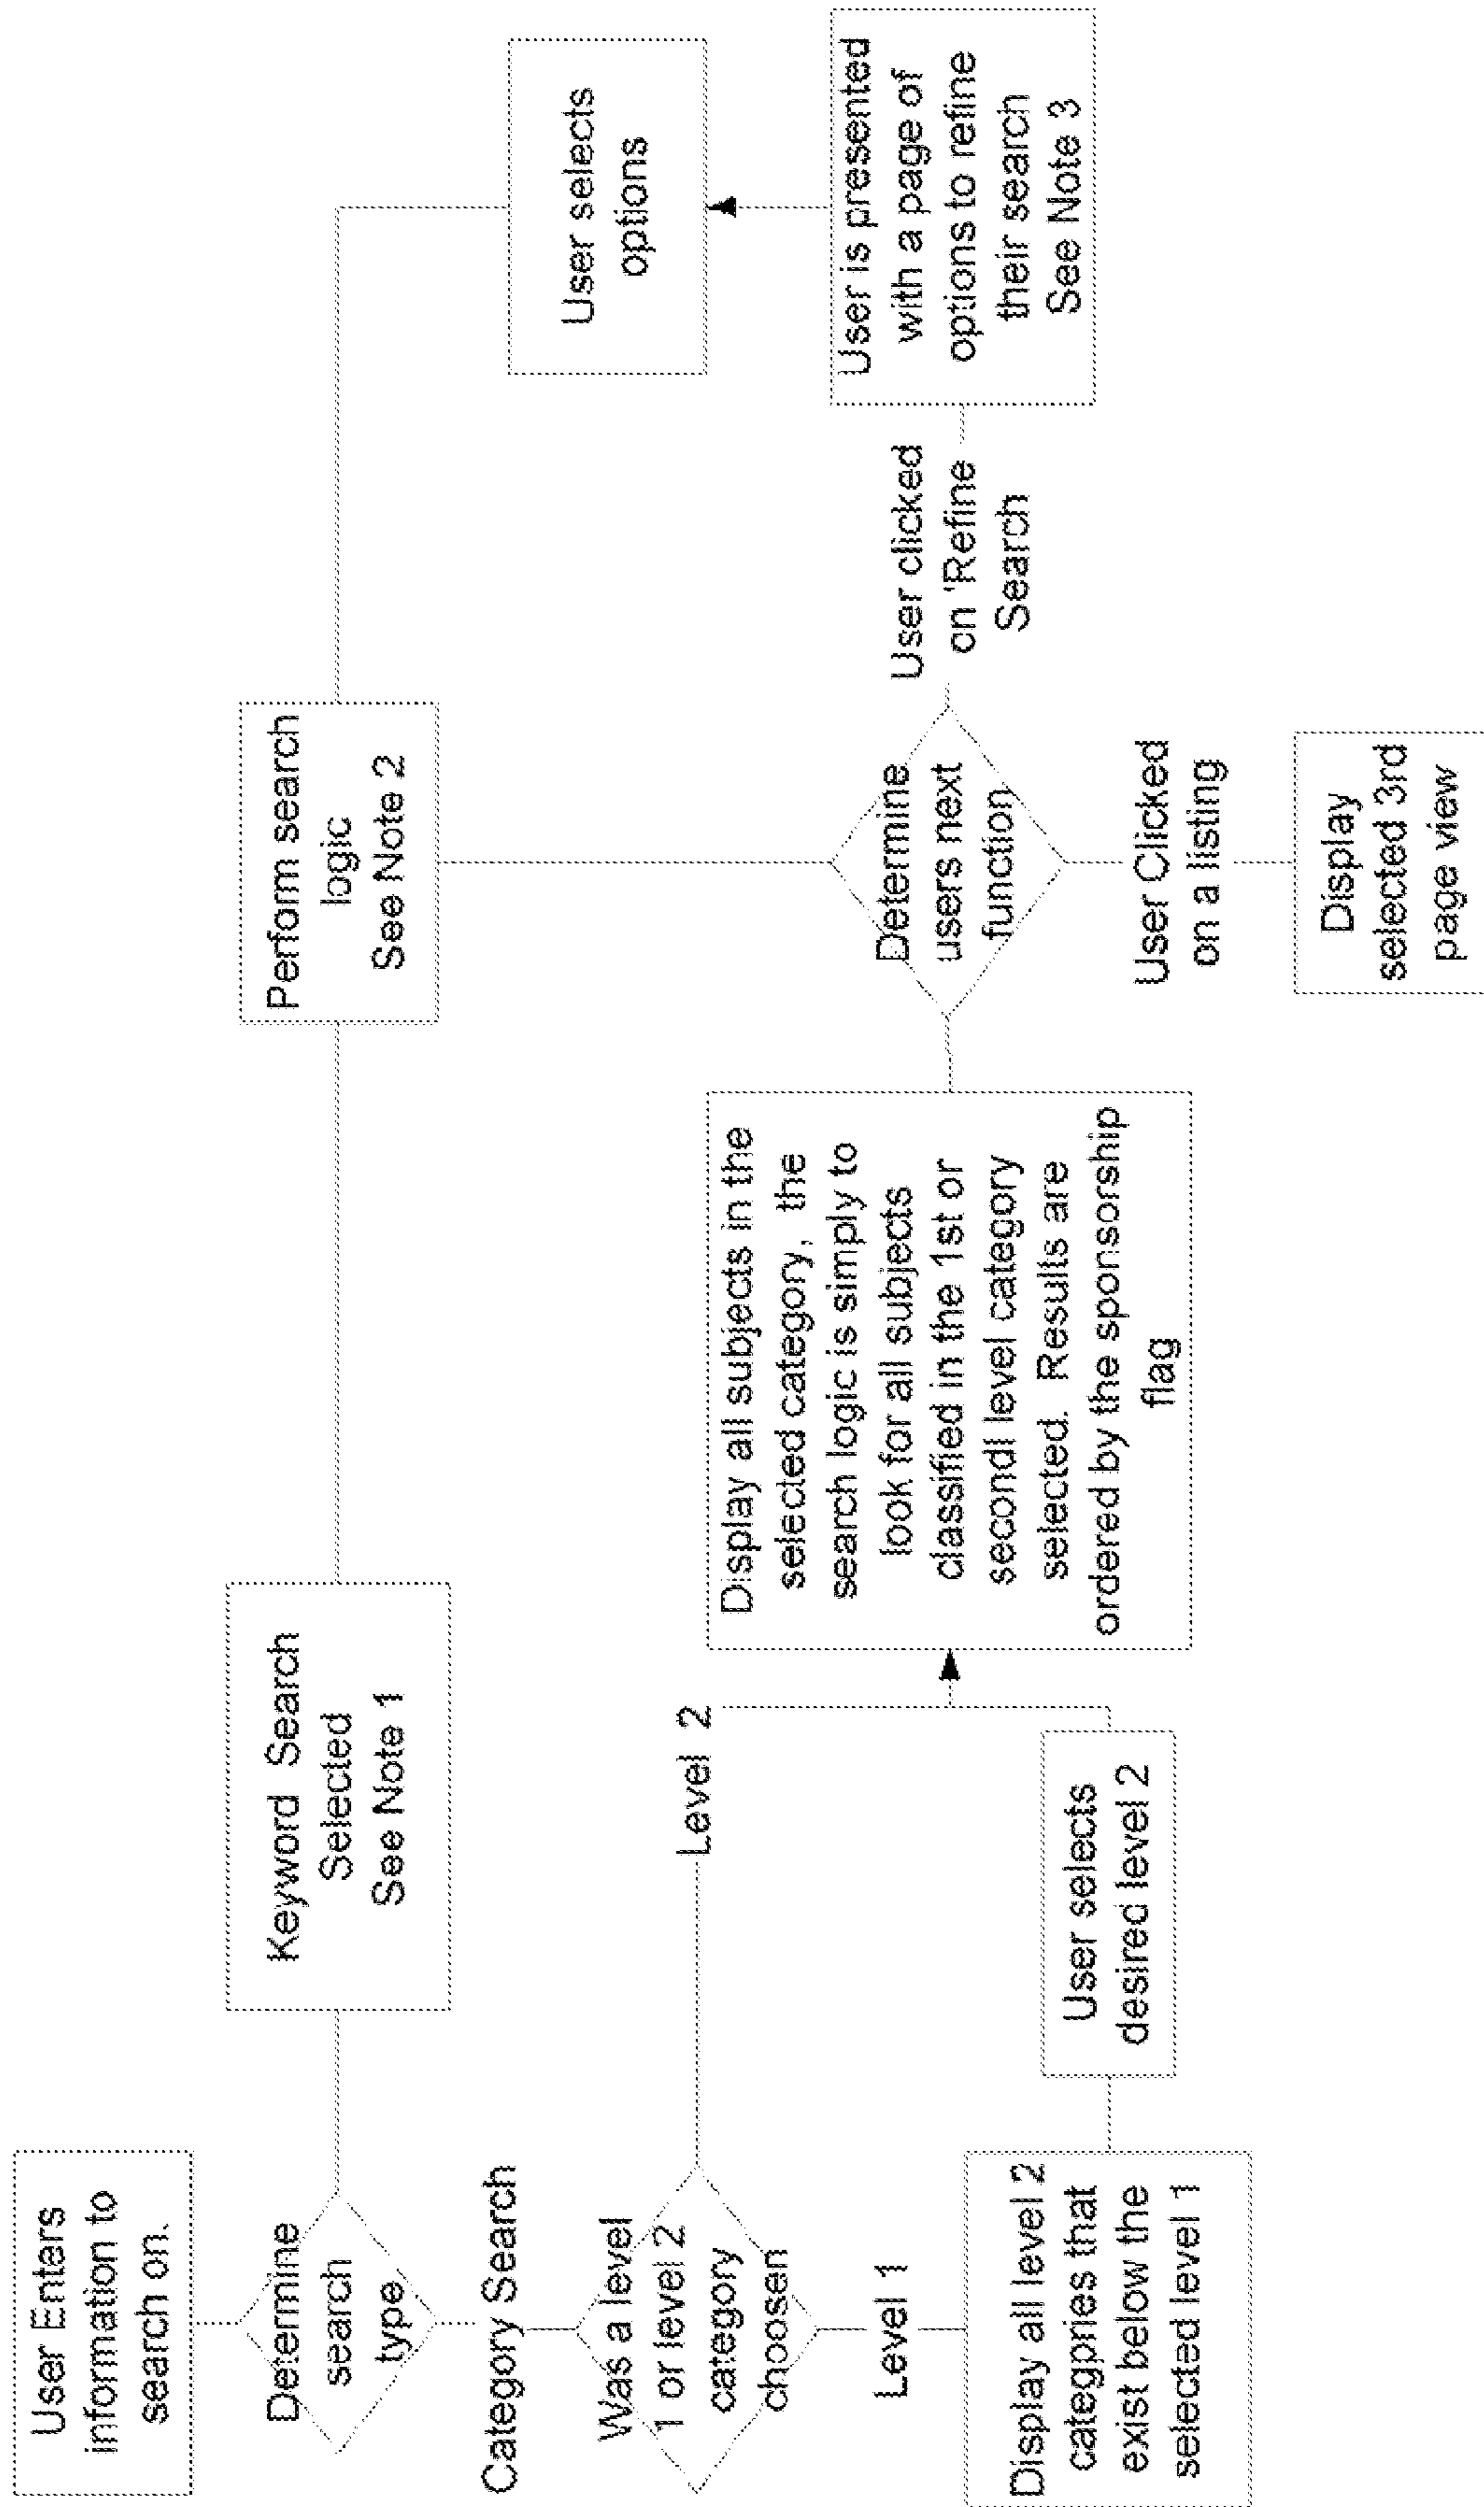 User Enters
information to
search on.
Determine
search
type
Keyword Search
Selected
See Note 1
Perform search
logic
See Note 2
User selects
options
Category Search
Was a level
1 or level 2
category
choosen
Level 2
Level 1
Display all level 2
categpries that
exist below the
selected level 1
User selects
desired level 2
Display all subjects in the
selected category, the
search logic is simply to
look for all subjects
classified in the 1st or
secondl level category
selected. Results are
ordered by the sponsorship
flag
Determine
users next
function
User clicked
on 'Refine
Search
User is presented
with a page of
options to refine
their search
See Note 3
User Clicked
on a listing
Display
selected 3rd
page view